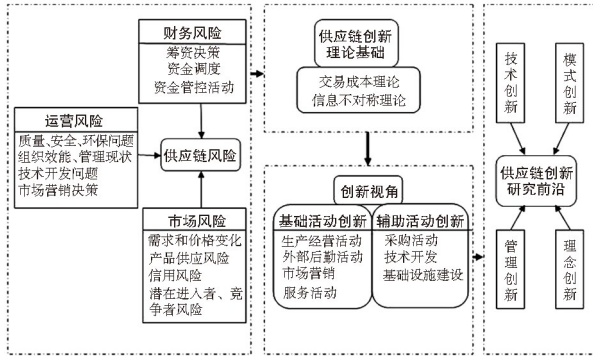 财务风险
筹资决策
资金调度
资金管控活动
运营风险
质量、安全、环保问题
组织效能、管理现状
技术开发问题
市场营销决策
供应链风险
市场风险
需求和价格变化
产品供应风险
信用风险
潜在进入者、竞
争者风险
供应链创新
理论基础
交易成本理论
信息不对称理论
创新视角
基础活动创新
生产经营活动
外部后勤活动
市场营销
服务活动
辅助活动创新
采购活动
技术开发
基础设施建设
技术创新
模式创新
供应链创新
研究前沿
管理创新
理念创新